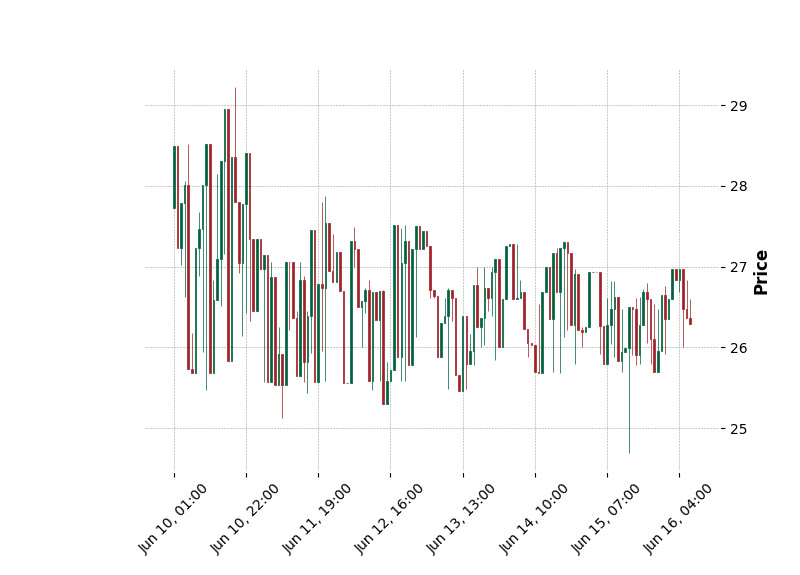 29
28
27
26
25
Price
Jun 10, 01:00
Jun 10, 22:00
Jun 11, 19:00
Jun 12, 16:00
Jun 13, 13:00
Jun 14, 10:00
Jun 15, 07:00
Jun 16, 04:00